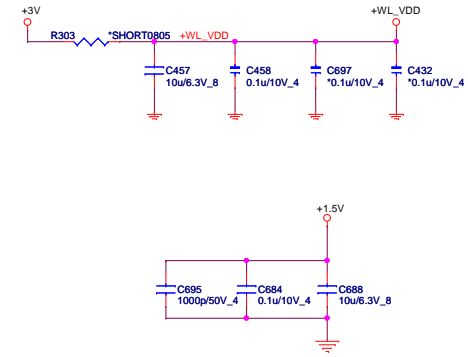 +3V
+WL_VDD
R303
*SHORT0805
+WL_VDD
C457
10u/6.3V_8
C458
0.1u/10V_4
C697
*0.1u/10V_4
C432
*0.1u/10V_4
+1.5V
C695
1000p/50V_4
C684
0.1u/10V_4
C688
10u/6.3V_8